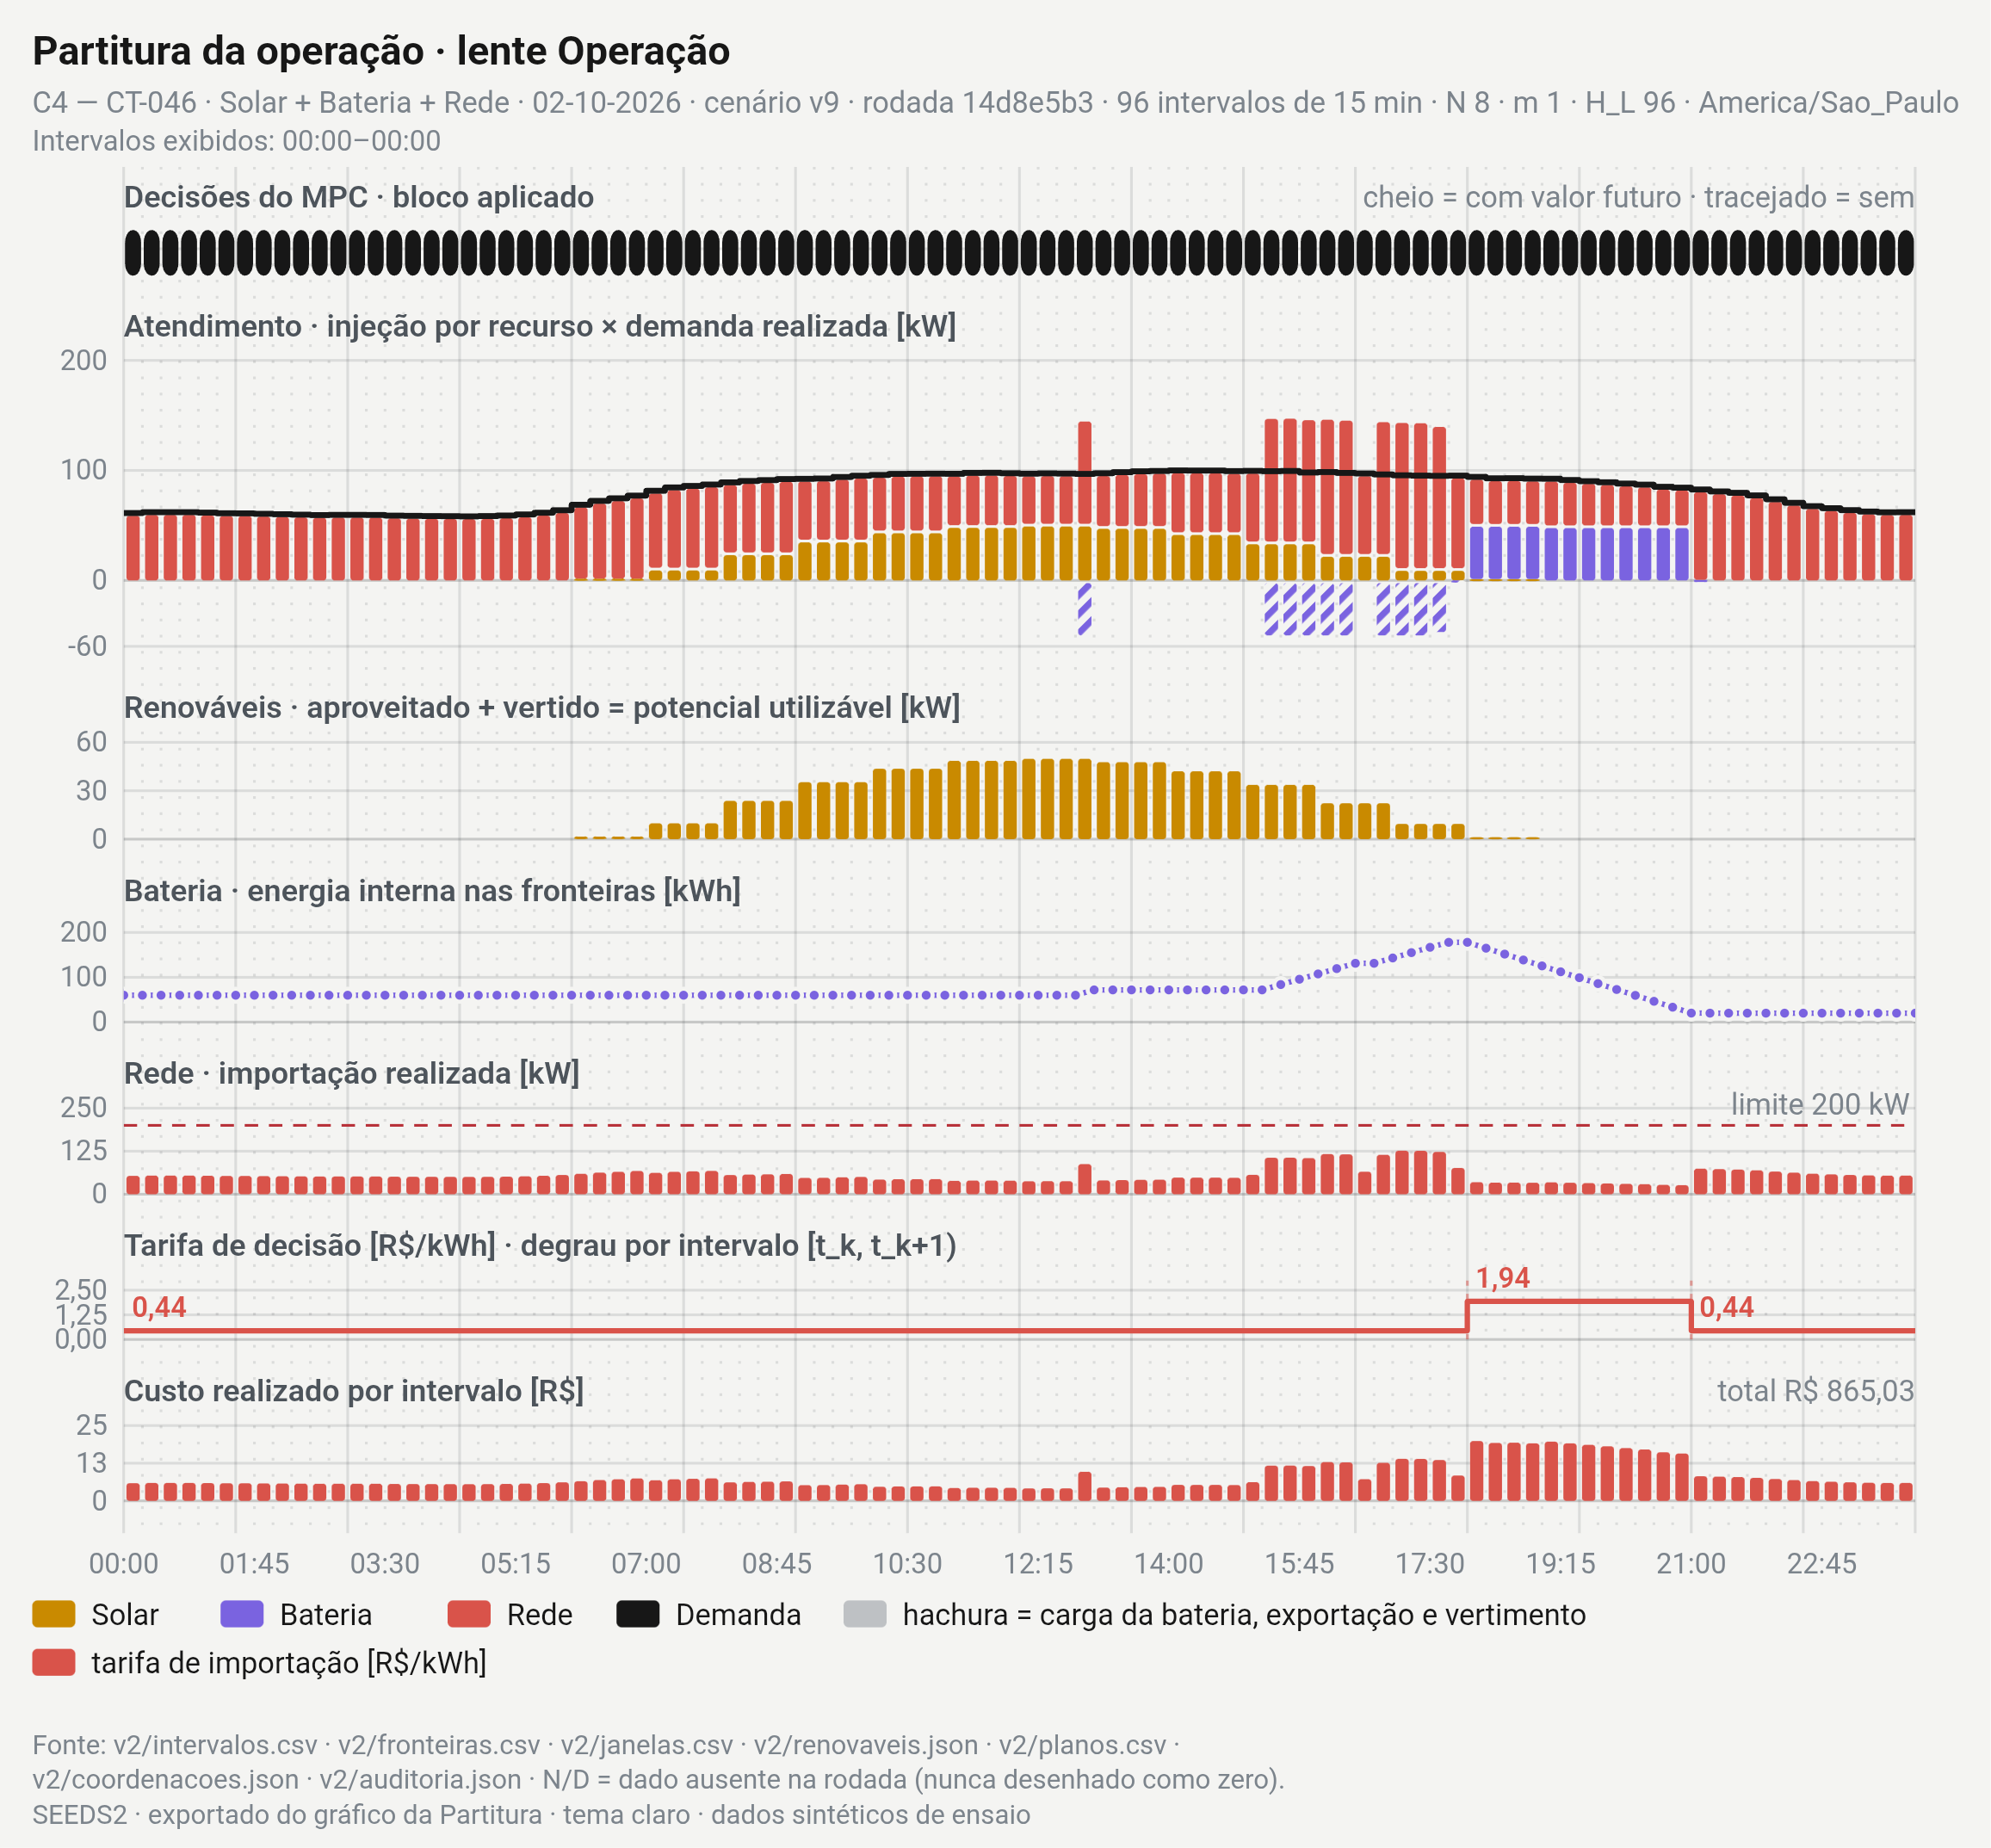 Partitura da operação · lente Operação
C4 — CT-046 · Solar + Bateria + Rede · 02-10-2026 · cenário v9 · rodada 14d8e5b3 · 96 intervalos de 15 min · N 8 · m 1 · H_L 96 · America/Sao_Paulo
Intervalos exibidos: 00:00–00:00
Decisões do MPC · bloco aplicado
cheio = com valor futuro · tracejado = sem
Atendimento · injeção por recurso × demanda realizada [kW]
200
100
0
-60
Renováveis · aproveitado + vertido = potencial utilizável [kW]
60
30
0
Bateria · energia interna nas fronteiras [kWh]
200
100
0
Rede · importação realizada [kW]
250
limite 200 kW
125
0
Tarifa de decisão [R$/kWh] · degrau por intervalo [t_k, t_k+1)
2,50
1,25
0,00
0,44
1,94
0,44
Custo realizado por intervalo [R$]
total R$ 865,03
25
13
0
00:00 01:45 03:30 05:15 07:00 08:45 10:30 12:15 14:00 15:45 17:30 19:15 21:00 22:45
Solar Bateria Rede Demanda hachura = carga da bateria, exportação e vertimento
tarifa de importação [R$/kWh]
Fonte: v2/intervalos.csv · v2/fronteiras.csv · v2/janelas.csv · v2/renovaveis.json · v2/planos.csv ·
v2/coordenacoes.json · v2/auditoria.json · N/D = dado ausente na rodada (nunca desenhado como zero).
SEEDS2 · exportado do gráfico da Partitura · tema claro · dados sintéticos de ensaio